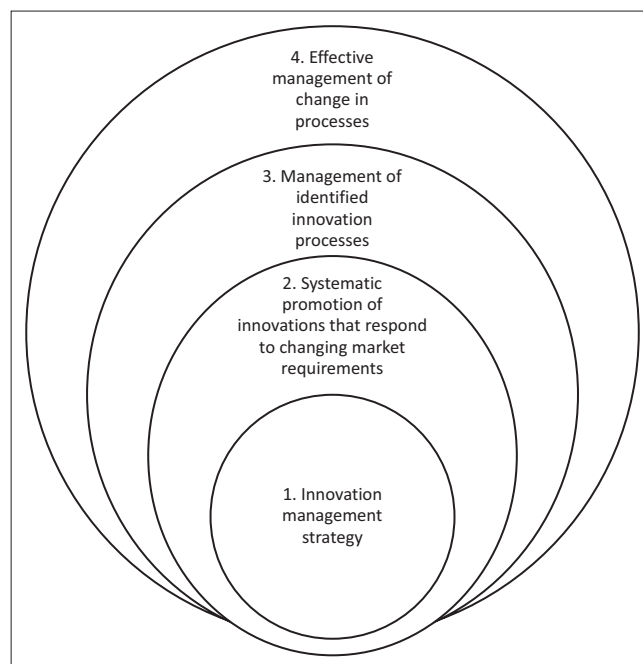 4. Effective
management of
change in
processes
3. Management of
identified
innovation
processes
2. Systematic
promotion of
innovations that respond
to changing market
requirements
1. Innovation
management
strategy